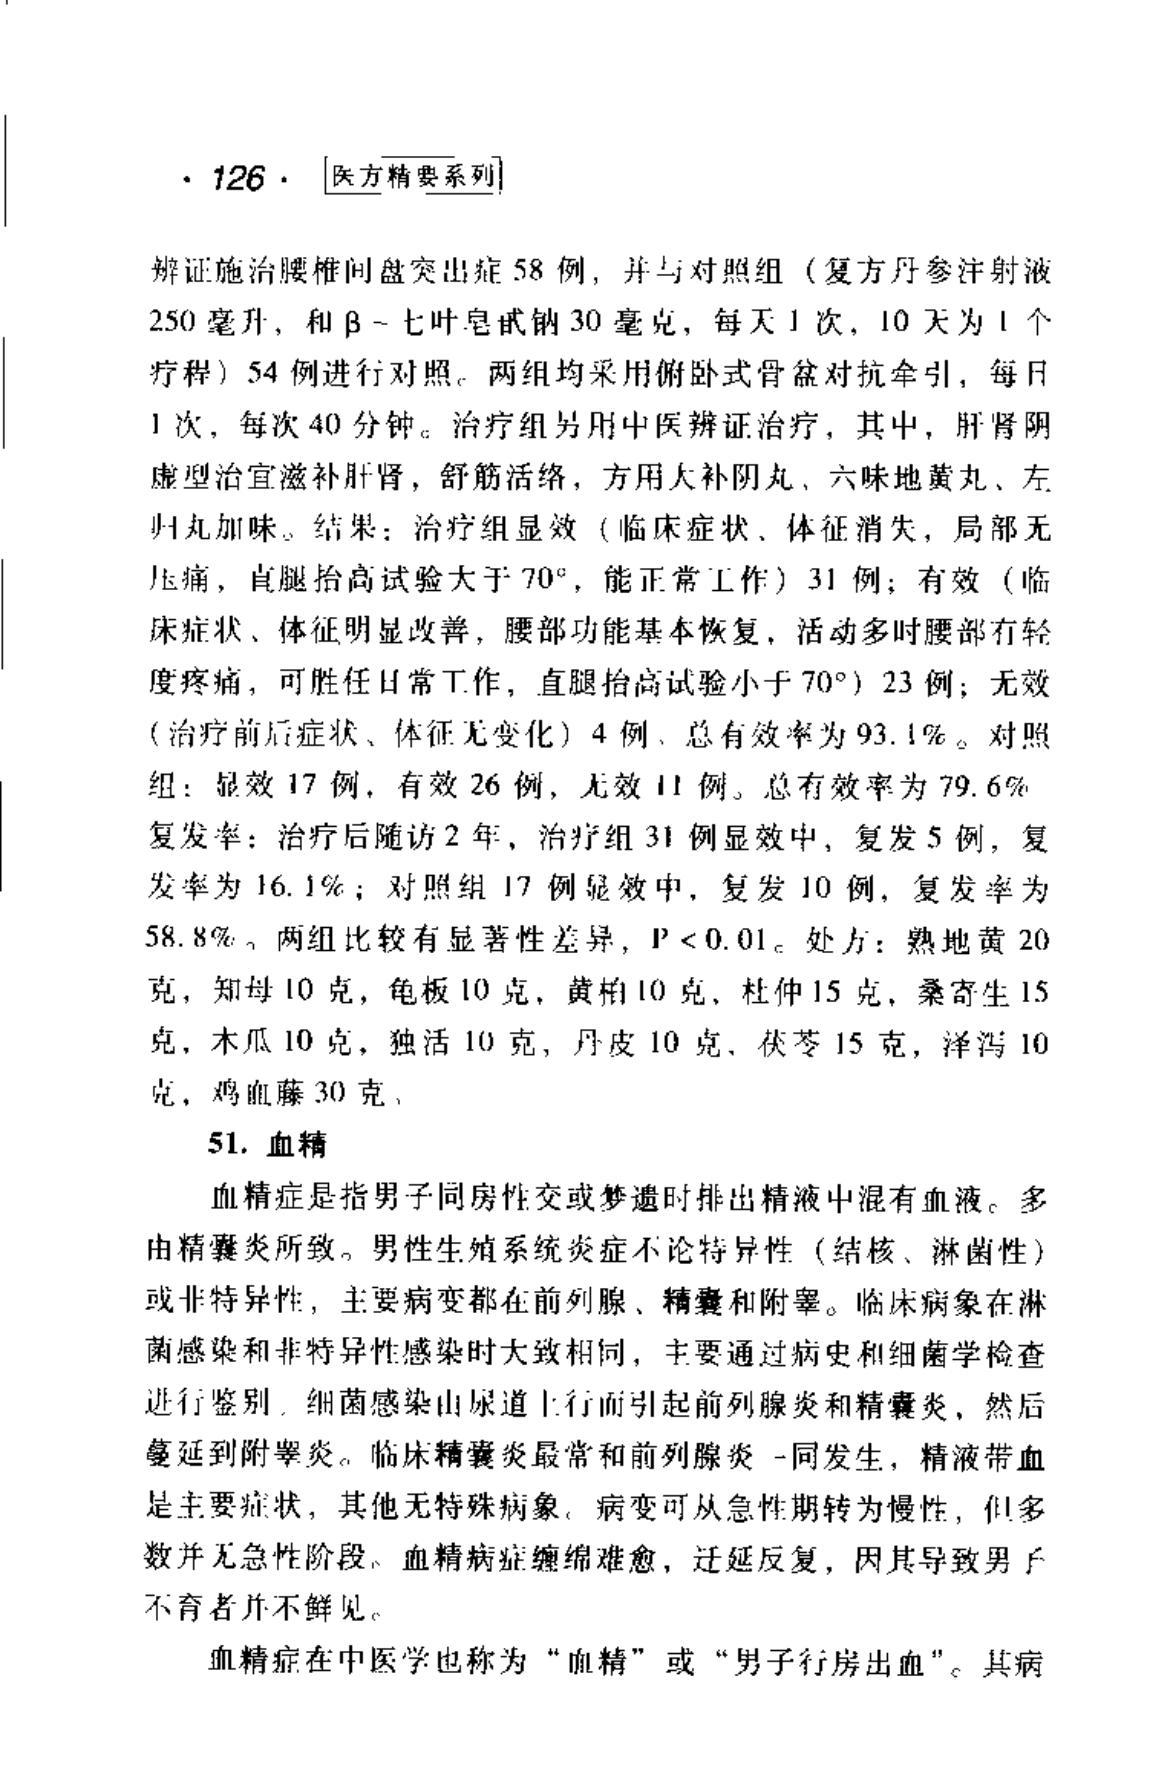 · 126 · 医方精要系列
辨证施治腰椎间盘突出症 58 例，并与对照组（复方丹参注射液
250 毫升，和 β－七叶皂甙钠 30 毫克，每天 1 次，10 天为 1 个
疗程）54 例进行对照。两组均采用俯卧式骨盆对抗牵引，每日
1 次，每次 40 分钟。治疗组另用中医辨证治疗，其中，肝肾阴
虚型治宜滋补肝肾，舒筋活络，方用大补阴丸、六味地黄丸、左
归丸加味。结果：治疗组显效（临床症状、体征消失，局部无
压痛，直腿抬高试验大于 70°，能正常工作）31 例；有效（临
床症状、体征明显改善，腰部功能基本恢复，活动多时腰部有轻
度疼痛，可胜任日常工作，直腿抬高试验小于 70°）23 例；无效
（治疗前后症状、体征无变化）4 例、总有效率为 93.1%。对照
组：显效 17 例，有效 26 例，无效 11 例。总有效率为 79.6%
复发率：治疗后随访 2 年，治疗组 31 例显效中，复发 5 例，复
发率为 16.1%；对照组 17 例显效中，复发 10 例，复发率为
58.8%。两组比较有显著性差异，P＜0.01。处方：熟地黄 20
克，知母 10 克，龟板 10 克，黄柏 10 克，杜仲 15 克，桑寄生 15
克，木瓜 10 克，独活 10 克，丹皮 10 克，茯苓 15 克，泽泻 10
克，鸡血藤 30 克。
51. 血精
血精症是指男子同房性交或梦遗时排出精液中混有血液。多
由精囊炎所致。男性生殖系统炎症不论特异性（结核、淋菌性）
或非特异性，主要病变都在前列腺、精囊和附睾。临床病象在淋
菌感染和非特异性感染时大致相同，主要通过病史和细菌学检查
进行鉴别。细菌感染由尿道上行而引起前列腺炎和精囊炎，然后
蔓延到附睾炎。临床精囊炎最常和前列腺炎一同发生，精液带血
是主要症状，其他无特殊病象。病变可从急性期转为慢性，但多
数并无急性阶段。血精病症缠绵难愈，迁延反复，因其导致男子
不育者并不鲜见。
血精症在中医学也称为“血精”或“男子行房出血”。其病